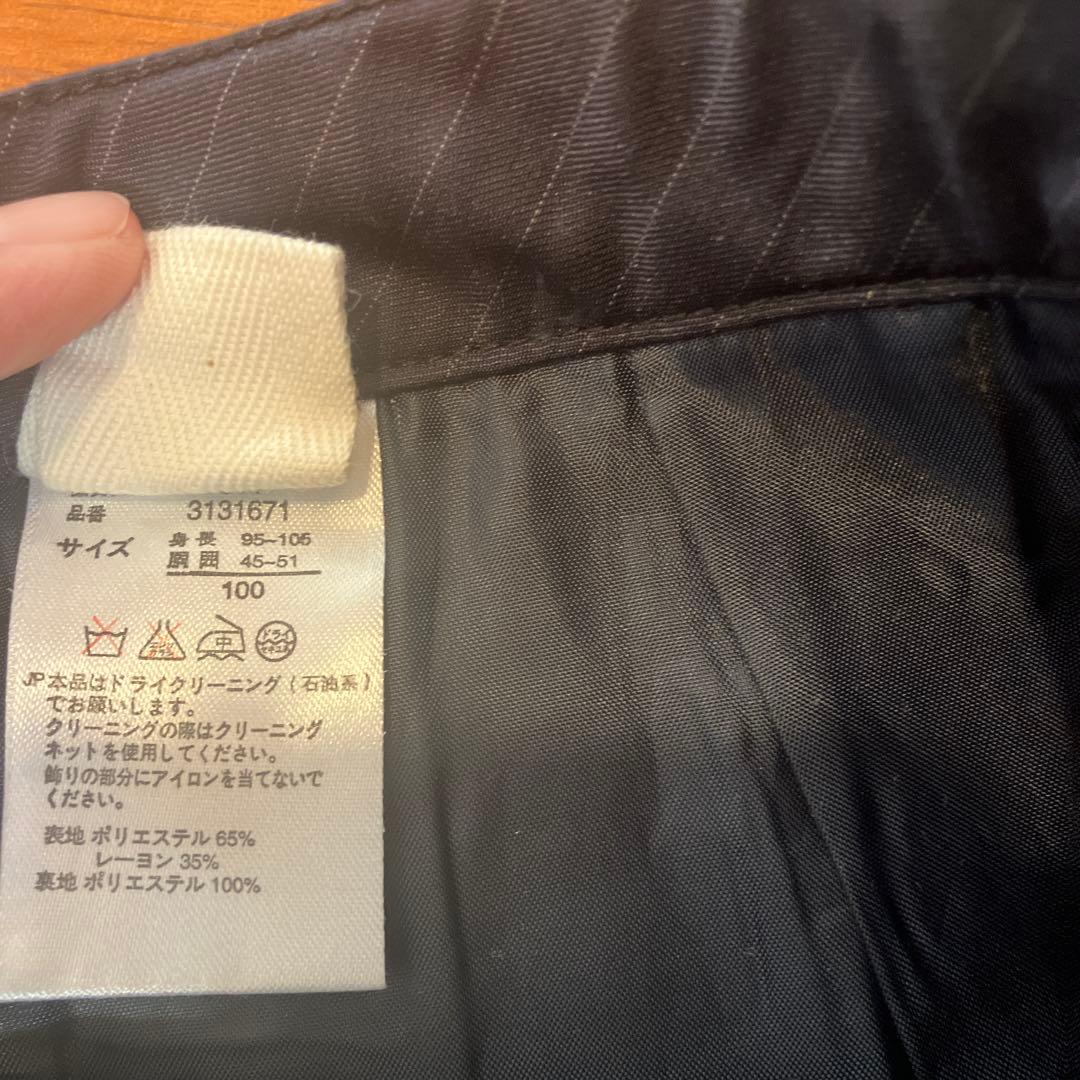 品番 3131671
サイズ 身長 95~105
胴囲 45~51
100
ドライ
JP本品はドライクリーニング(石油系)
でお願いします。
クリーニングの際はクリーニング
ネットを使用してください。
飾りの部分にアイロンを当てないで
ください。
表地 ポリエステル 65%
レーヨン 35%
裏地 ポリエステル 100%